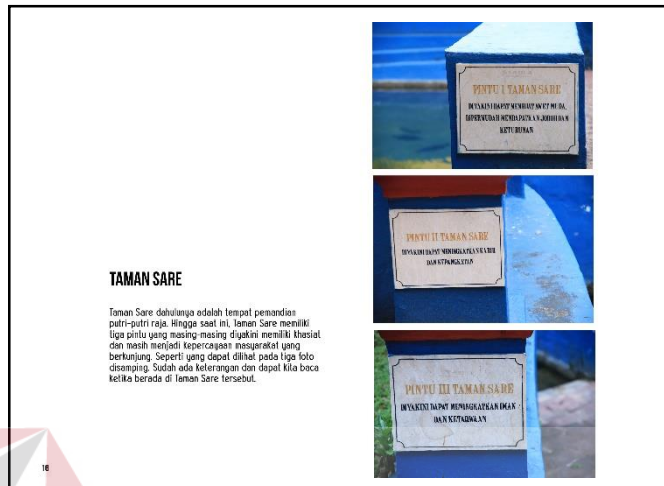 TAMAN SARE
Taman Sare dahulunya adalah tempat pemandian
putri-putri raja. Hingga saat ini, Taman Sare memiliki
tiga pintu yang masing-masing diyakini memiliki khasiat
dan masih menjadi kepercayaan masyarakat yang
berkunjung. Seperti yang dapat dilihat pada tiga foto
disamping. Sudah ada keterangan dan dapat kita baca
ketika berada di Taman Sare tersebut.
18
PINTU I TAMAN SARE
DIYAKINI DAPAT MEMBUAT AWET MUDA,
DIPERMUDAH MENDAPATKAN JODOH DAN
KETURUNAN
PINTU II TAMAN SARE
DIYAKINI DAPAT MENINGKATKAN KARIR
DAN KEPANGKATAN
PINTU III TAMAN SARE
DIYAKINI DAPAT MENINGKATKAN IMAN
DAN KETAKWAAN